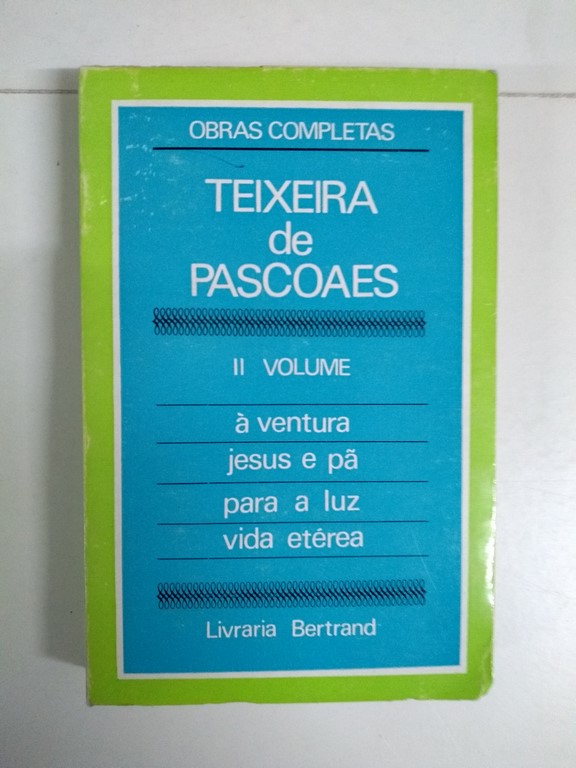 OBRAS COMPLETAS
TEIXEIRA
de
PASCOAES
II VOLUME
à ventura
jesus e pã
para a luz
vida etérea
Livraria Bertrand